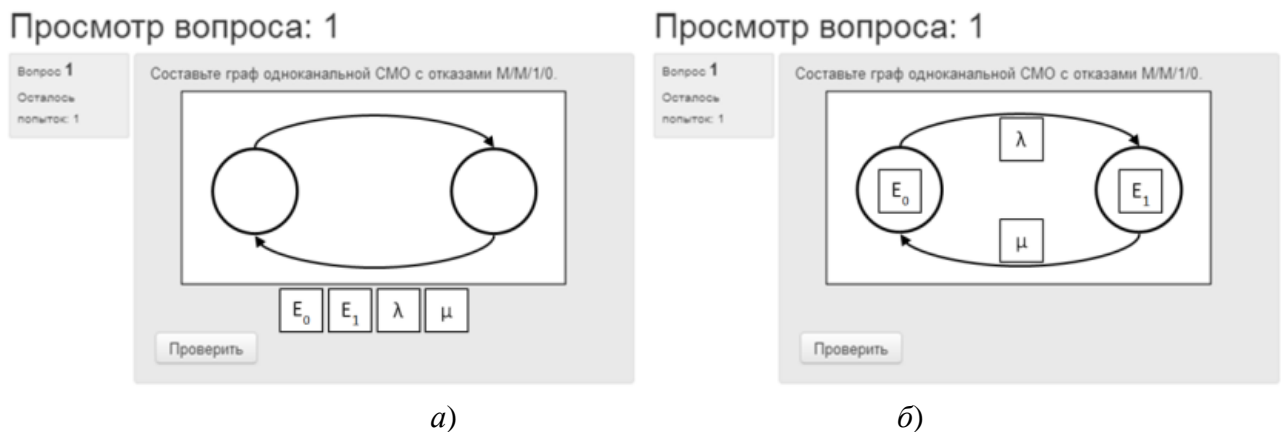 Просмотр вопроса: 1
Вопрос 1
Осталось
попыток: 1
Составьте граф одноканальной СМО с отказами M/M/1/0.
E₀ E₁ λ μ
Проверить
а)
Просмотр вопроса: 1
Вопрос 1
Осталось
попыток: 1
Составьте граф одноканальной СМО с отказами M/M/1/0.
λ
E₀ E₁
μ
Проверить
б)